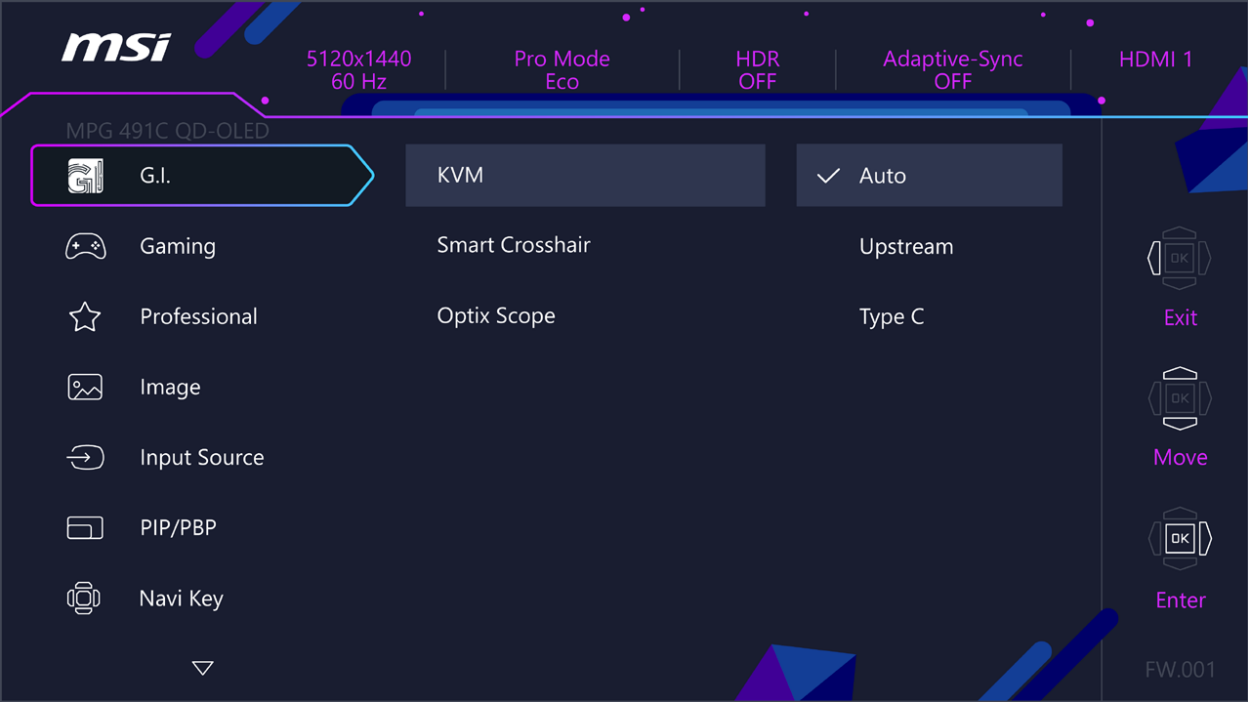 msi
5120x1440
60 Hz
Pro Mode
Eco
HDR
OFF
Adaptive-Sync
OFF
HDMI 1
MPG 491C QD-OLED
GI G.I.
Gaming
Professional
Image
Input Source
PIP/PBP
Navi Key
KVM
Smart Crosshair
Optix Scope
Auto
Upstream
Type C
OK
Exit
OK
Move
OK
Enter
FW.001